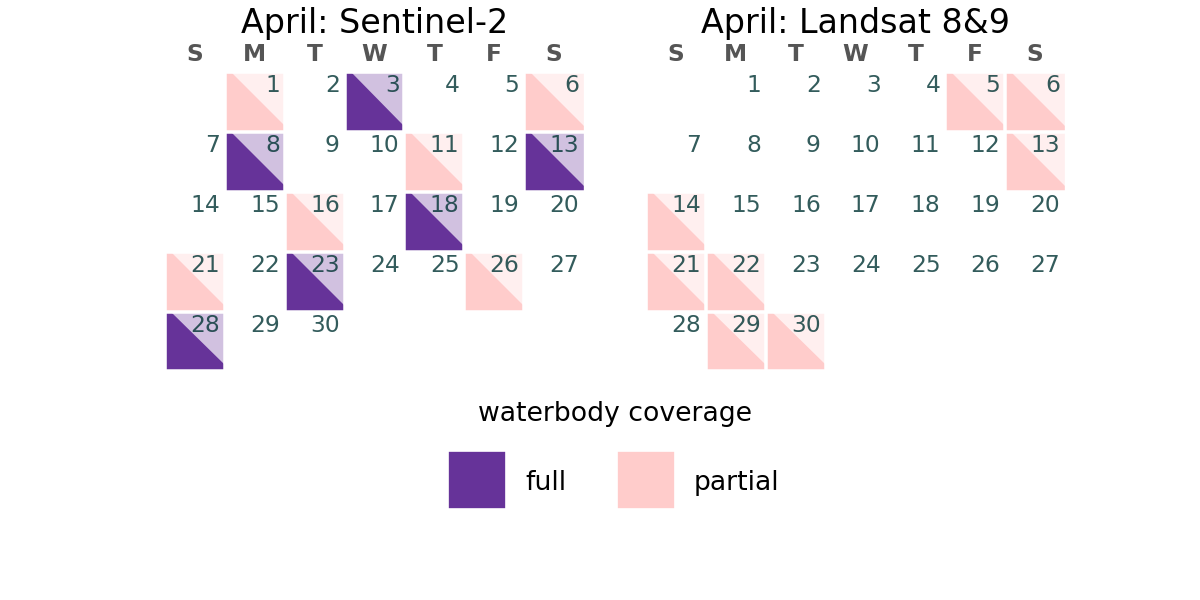 April: Sentinel-2
S M T W T F S
1 2 3 4 5 6
7 8 9 10 11 12 13
14 15 16 17 18 19 20
21 22 23 24 25 26 27
28 29 30
April: Landsat 8&9
S M T W T F S
1 2 3 4 5 6
7 8 9 10 11 12 13
14 15 16 17 18 19 20
21 22 23 24 25 26 27
28 29 30
waterbody coverage
full
partial